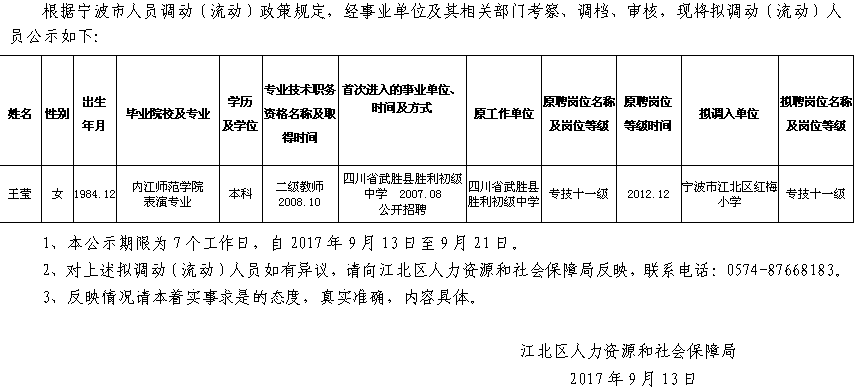 根据宁波市人员调动（流动）政策规定，经事业单位及其相关部门考察、调档、审核，现将拟调动（流动）人
员公示如下：
姓名 性别 出生年月 毕业院校及专业 学历及学位 专业技术职务资格名称及取得时间 首次进入的事业单位、时间及方式 原工作单位 原聘岗位名称及岗位等级 原聘岗位等级时间 拟调入单位 拟聘岗位名称及岗位等级
王莹 女 1984.12 内江师范学院表演专业 本科 二级教师2008.10 四川省武胜县胜利初级中学 2007.08 公开招聘 四川省武胜县胜利初级中学 专技十一级 2012.12 宁波市江北区红梅小学 专技十一级
1、本公示期限为7个工作日，自2017年9月13日至9月21日。
2、对上述拟调动（流动）人员如有异议，请向江北区人力资源和社会保障局反映，联系电话：0574-87668183。
3、反映情况请本着实事求是的态度，真实准确，内容具体。
江北区人力资源和社会保障局
2017年9月13日